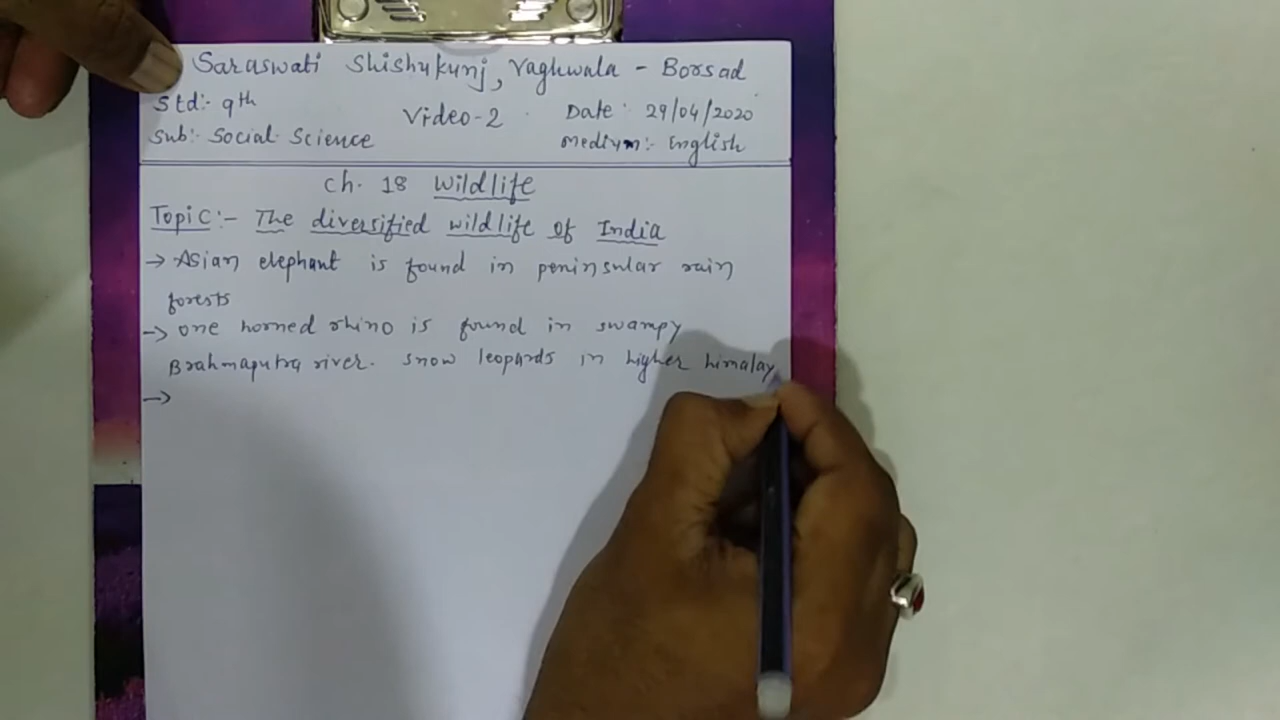 Saraswati Shishukunj, Vaghwala - Borsad
Std:- 9th
Video-2
Date: 29/04/2020
Sub:- Social Science
Medium:- English
Ch. 18 Wildlife
Topic:- The diversified wildlife of India
→ Asian elephant is found in peninsular rain
forests
→ one horned rhino is found in swampy
Brahmaputra river. snow leopards in higher himalay
→